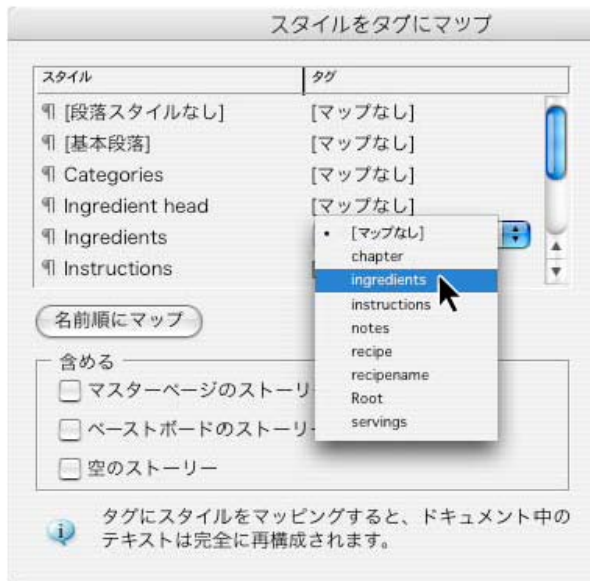 スタイルをタグにマップ
スタイル タグ
¶ [段落スタイルなし] [マップなし]
¶ [基本段落] [マップなし]
¶ Categories [マップなし]
¶ Ingredient head [マップなし]
¶ Ingredients
¶ Instructions
• [マップなし]
chapter
ingredients
instructions
notes
recipe
recipename
Root
servings
名前順にマップ
含める
マスターページのストーリ
ペーストボードのストーリ
空のストーリー
タグにスタイルをマッピングすると、ドキュメント中の
テキストは完全に再構成されます。